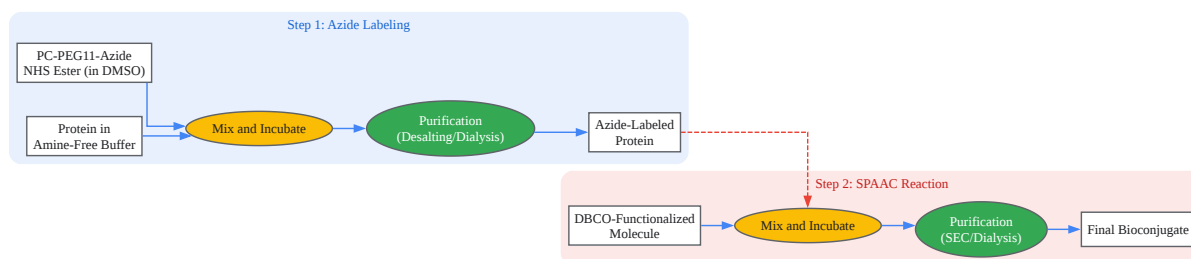 Step 1: Azide Labeling
PC-PEG11-Azide
NHS Ester (in DMSO)
Protein in
Amine-Free Buffer
Mix and Incubate
Purification
(Desalting/Dialysis)
Azide-Labeled
Protein
Step 2: SPAAC Reaction
DBCO-Functionalized
Molecule
Mix and Incubate
Purification
(SEC/Dialysis)
Final Bioconjugate